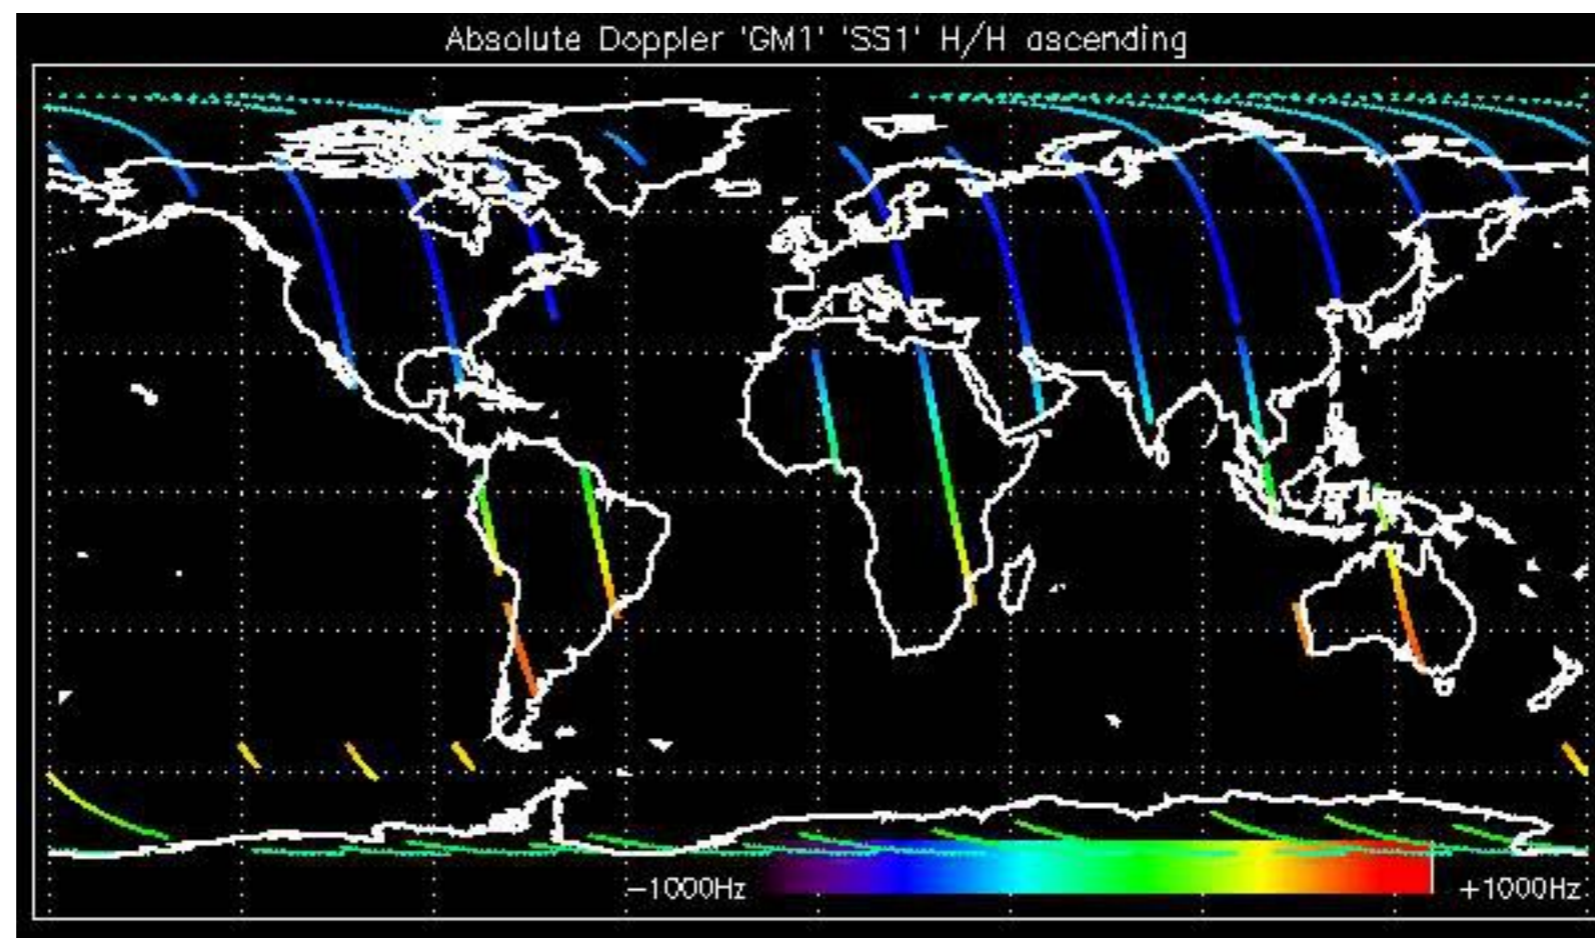 Absolute Doppler 'GM1' 'SS1' H/H ascending
-1000Hz
+1000Hz